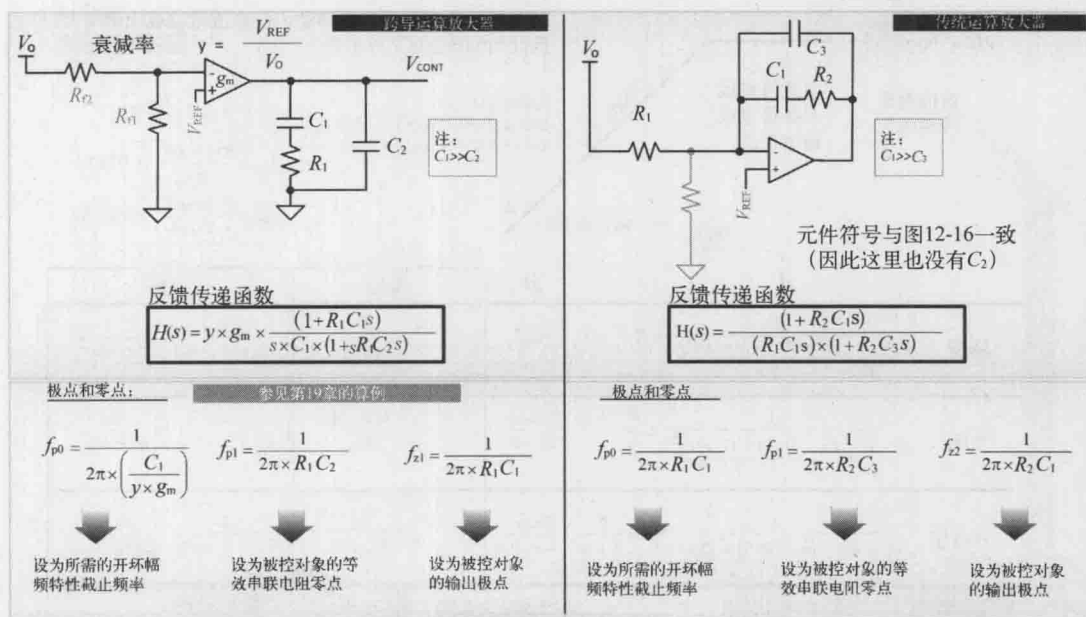 跨导运算放大器
衰减率 y = V_REF / V_O
V_O
R_f2
R_f1
g_m
-
+
V_REF
V_CONT
C_1
R_1
C_2
注：
C_1>>C_2
反馈传递函数
H(s) = y × g_m × (1+R_1C_1s) / (s×C_1×(1+sR_1C_2s))
极点和零点：
参见第19章的算例
f_p0 = 1 / (2π×(C_1 / (y×g_m)))
f_p1 = 1 / (2π×R_1C_2)
f_z1 = 1 / (2π×R_1C_1)
设为所需的开环幅
频特性截止频率
设为被控对象的等
效串联电阻零点
设为被控对象
的输出极点
传统运算放大器
V_O
C_3
C_1
R_2
R_1
-
+
V_REF
注：
C_1>>C_3
元件符号与图12-16一致
（因此这里也没有C_2）
反馈传递函数
H(s) = (1+R_2C_1s) / ((R_1C_1s)×(1+R_2C_3s))
极点和零点
f_p0 = 1 / (2π×R_1C_1)
f_p1 = 1 / (2π×R_2C_3)
f_z2 = 1 / (2π×R_2C_1)
设为所需的开环幅
频特性截止频率
设为被控对象的等
效串联电阻零点
设为被控对象
的输出极点